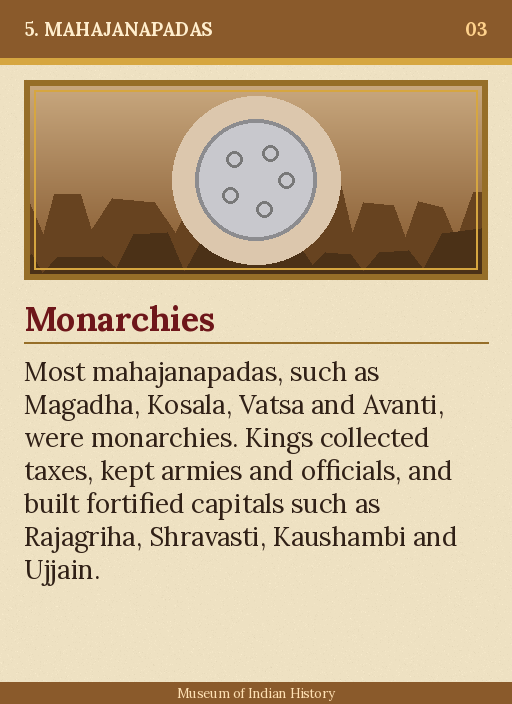 5. MAHAJANAPADAS
03
Monarchies
Most mahajanapadas, such as
Magadha, Kosala, Vatsa and Avanti,
were monarchies. Kings collected
taxes, kept armies and officials, and
built fortified capitals such as
Rajagriha, Shravasti, Kaushambi and
Ujjain.
Museum of Indian History